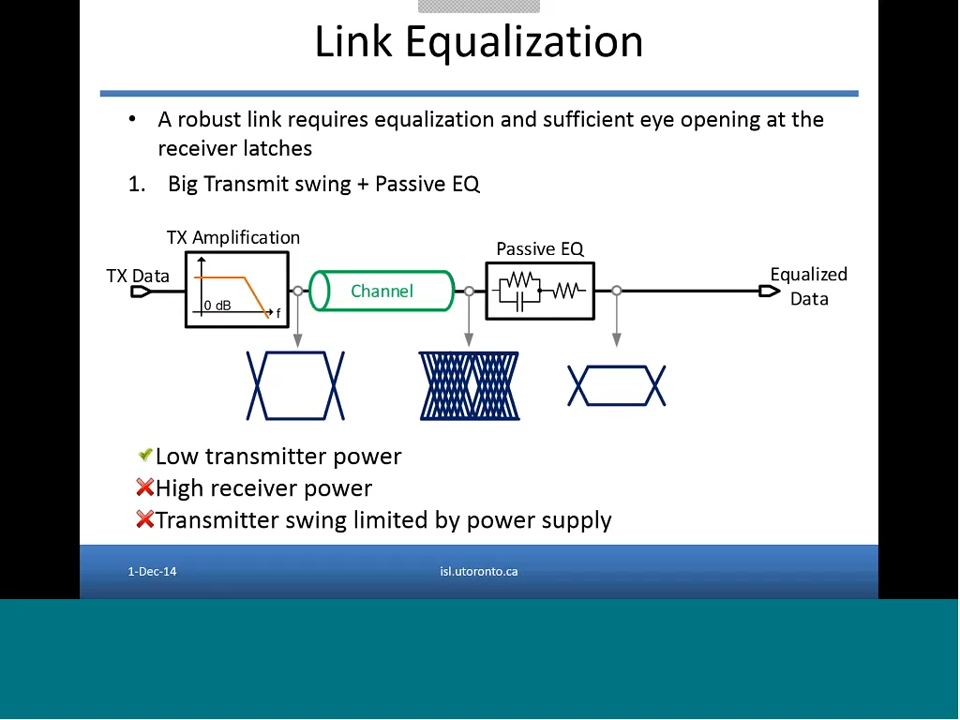 Link Equalization
• A robust link requires equalization and sufficient eye opening at the
receiver latches
1. Big Transmit swing + Passive EQ
TX Amplification
Passive EQ
TX Data
0 dB
f
Channel
Equalized
Data
Low transmitter power
High receiver power
Transmitter swing limited by power supply
1-Dec-14
isl.utoronto.ca